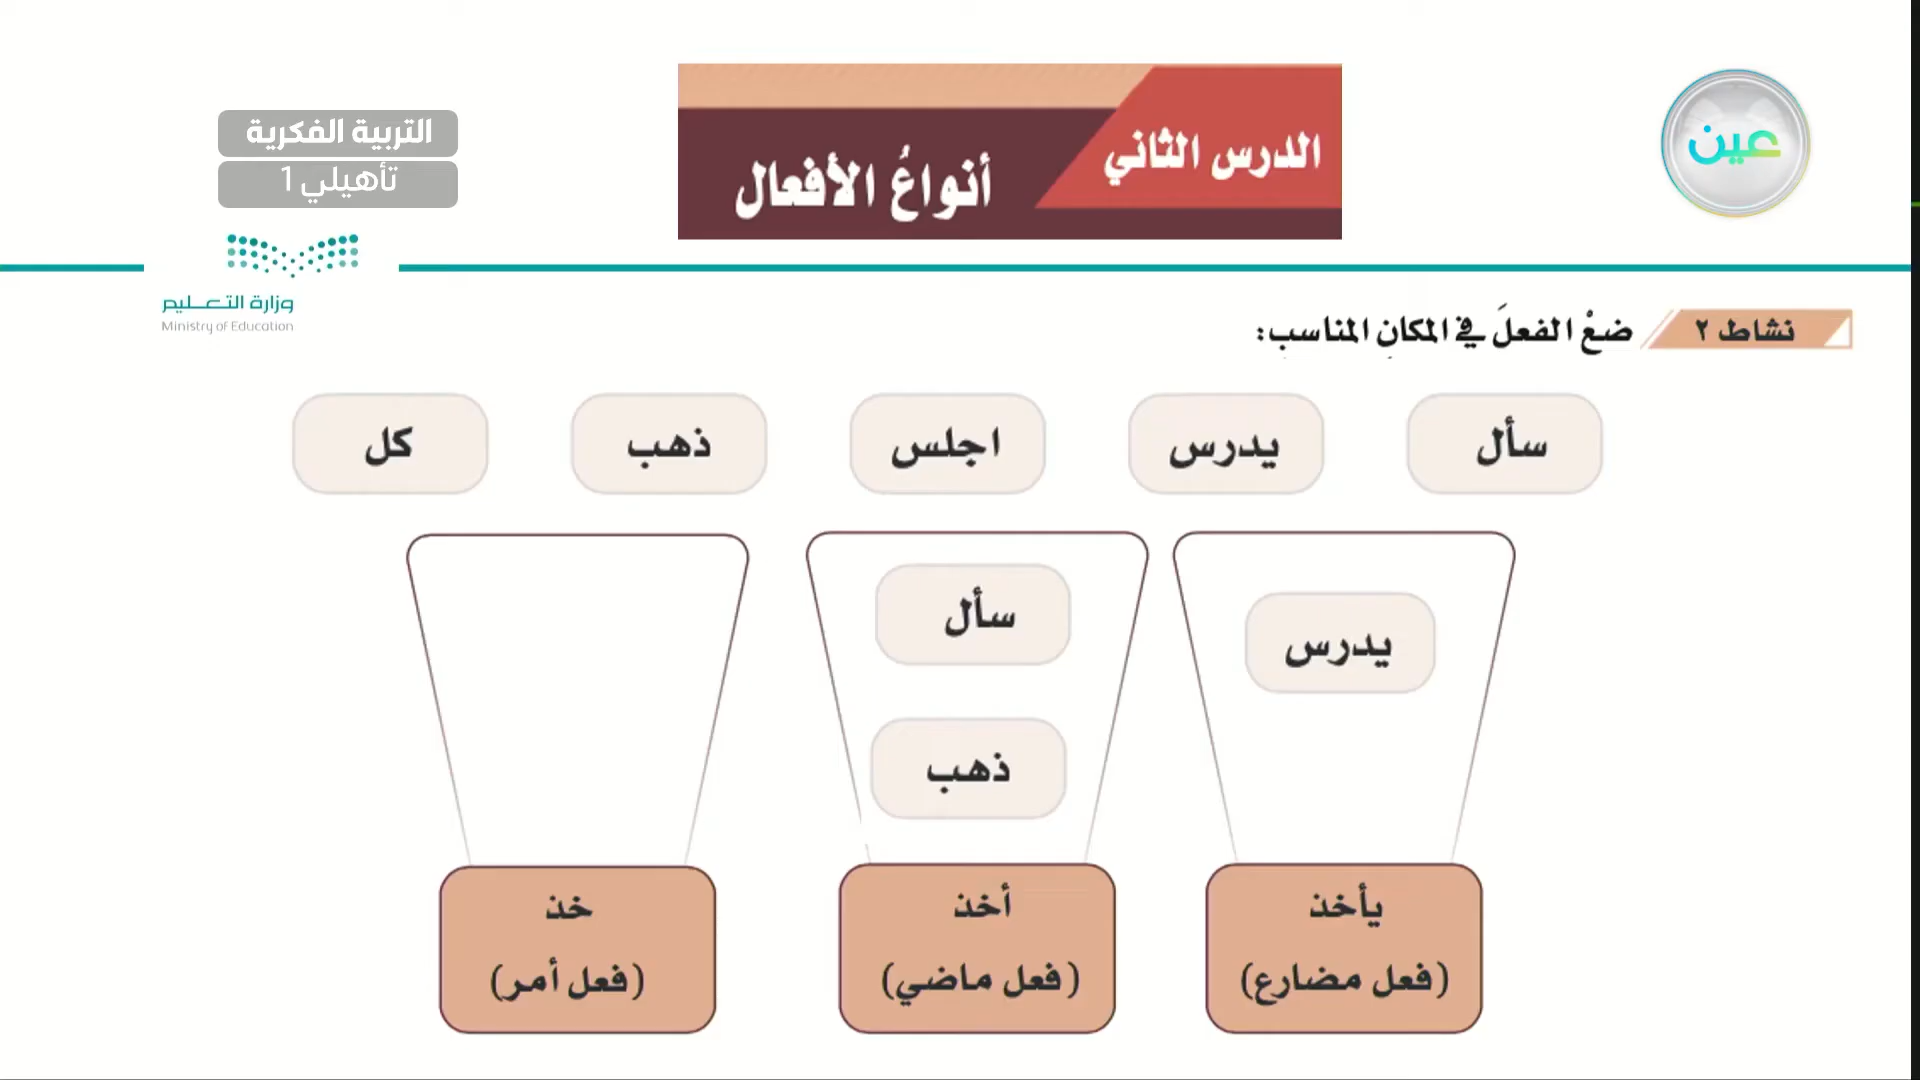 التربية الفكرية
تأهيلي 1
الدرس الثاني
أنواعُ الأفعال
عين
وزارة التعليم
Ministry of Education
نشاط ٢
ضعْ الفعلَ في المكانِ المناسبِ:
سأل
يدرس
اجلس
ذهب
كل
يدرس
سأل
ذهب
يأخذ
(فعل مضارع)
أخذ
(فعل ماضي)
خذ
(فعل أمر)